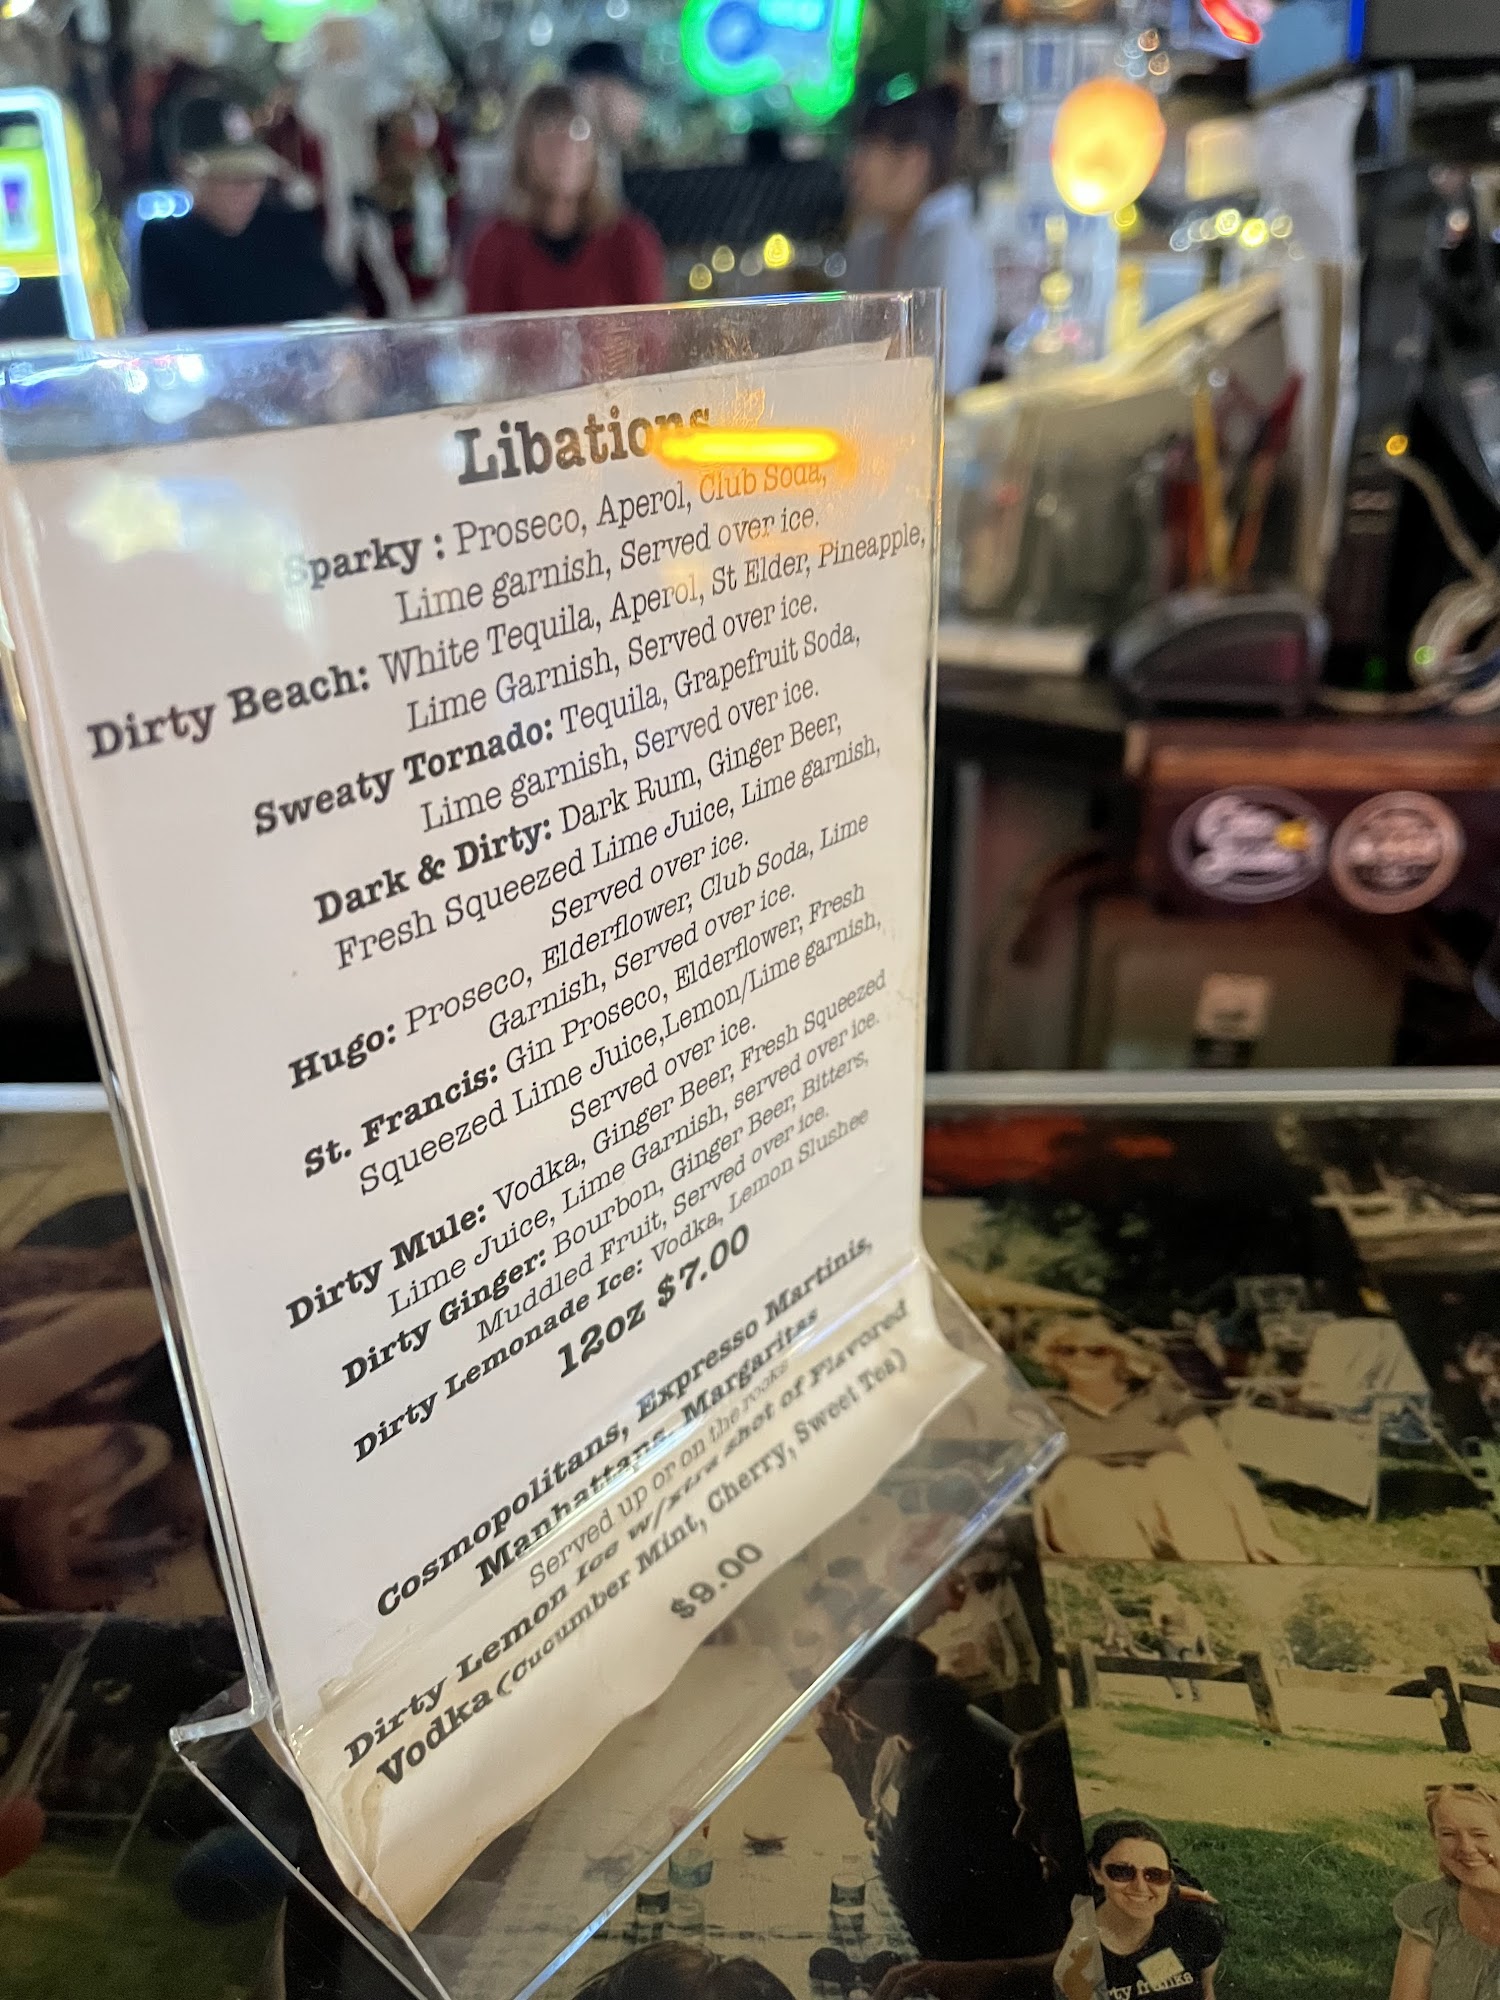 Libations
Sparky : Proseco, Aperol, Club Soda,
Lime garnish, Served over ice.
Dirty Beach: White Tequila, Aperol, St Elder, Pineapple,
Lime Garnish, Served over ice.
Sweaty Tornado: Tequila, Grapefruit Soda,
Lime garnish, Served over ice.
Dark & Dirty: Dark Rum, Ginger Beer,
Fresh Squeezed Lime Juice, Lime garnish,
Served over ice.
Hugo: Proseco, Elderflower, Club Soda, Lime
Garnish, Served over ice.
St. Francis: Gin Proseco, Elderflower, Fresh
Squeezed Lime Juice,Lemon/Lime garnish,
Served over ice.
Dirty Mule: Vodka, Ginger Beer, Fresh Squeezed
Lime Juice, Lime Garnish, served over ice.
Dirty Ginger: Bourbon, Ginger Beer, Bitters,
Muddled Fruit, Served over ice.
Dirty Lemonade Ice: Vodka, Lemon Slushee
12oz $7.00
Cosmopolitans, Expresso Martinis,
Manhattans, Margaritas
Served up or on the rocks
Dirty Lemon Ice w/xtra shot of Flavored
Vodka (Cucumber Mint, Cherry, Sweet Tea)
$9.00
ty franks